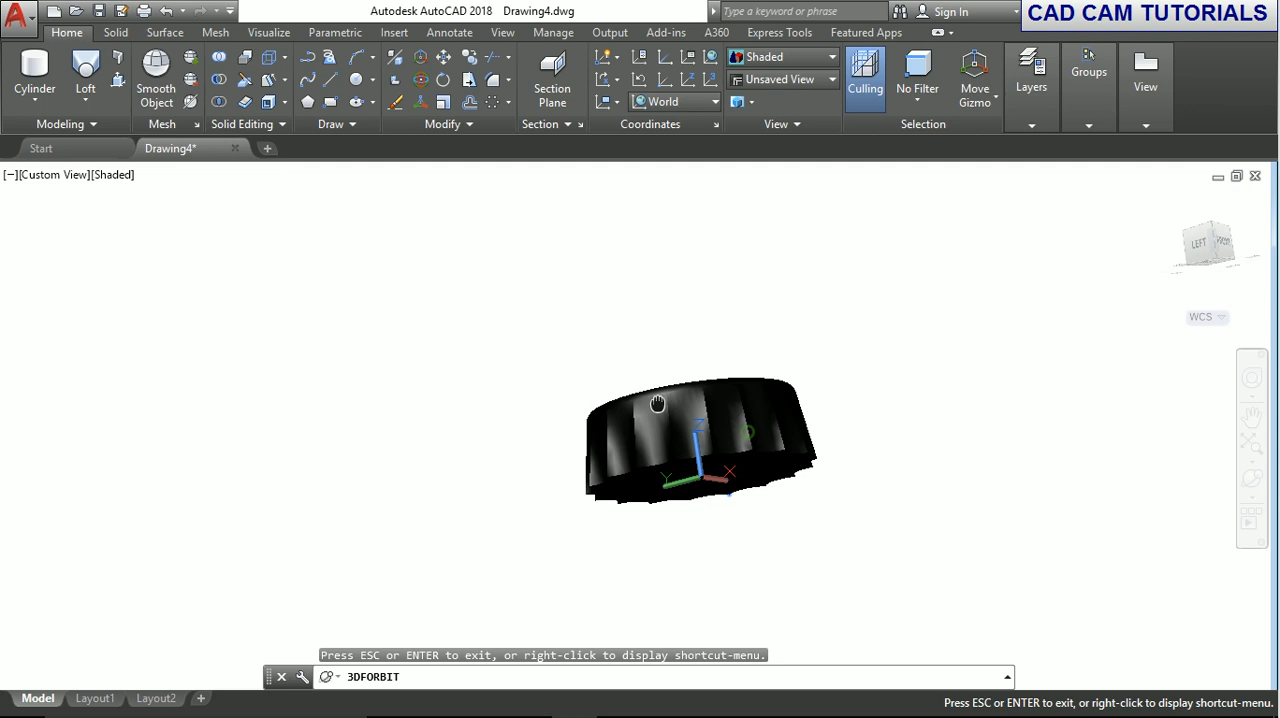 Autodesk AutoCAD 2018 Drawing4.dwg
Type a keyword or phrase
Sign In
CAD CAM TUTORIALS
Home Solid Surface Mesh Visualize Parametric Insert Annotate View Manage Output Add-ins A360 Express Tools Featured Apps
Shaded
Unsaved View
World
Cylinder Loft Smooth Object Section Plane Culling No Filter Move Gizmo Layers Groups View
Modeling Mesh Solid Editing Draw Modify Section Coordinates View Selection
Start Drawing4*
[−][Custom View][Shaded]
LEFT FRONT
WCS
Z
Y
X
Press ESC or ENTER to exit, or right-click to display shortcut-menu.
3DFORBIT
Model Layout1 Layout2
Press ESC or ENTER to exit, or right-click to display shortcut-menu.